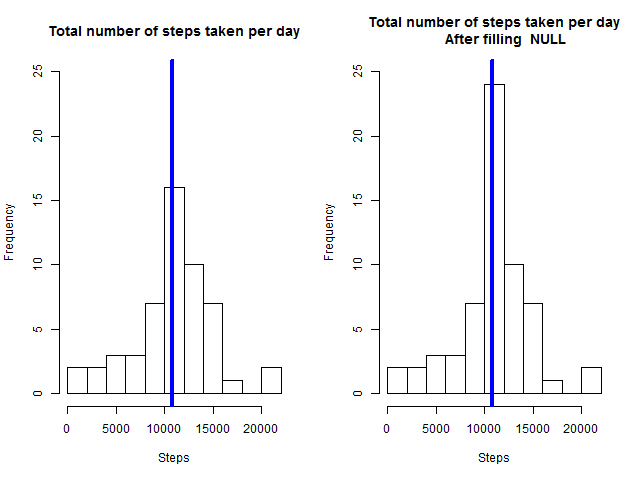 Total number of steps taken per day
Frequency
0
5
10
15
20
25
0 5000 10000 15000 20000
Steps
Total number of steps taken per day
After filling  NULL
Frequency
0
5
10
15
20
25
0 5000 10000 15000 20000
Steps